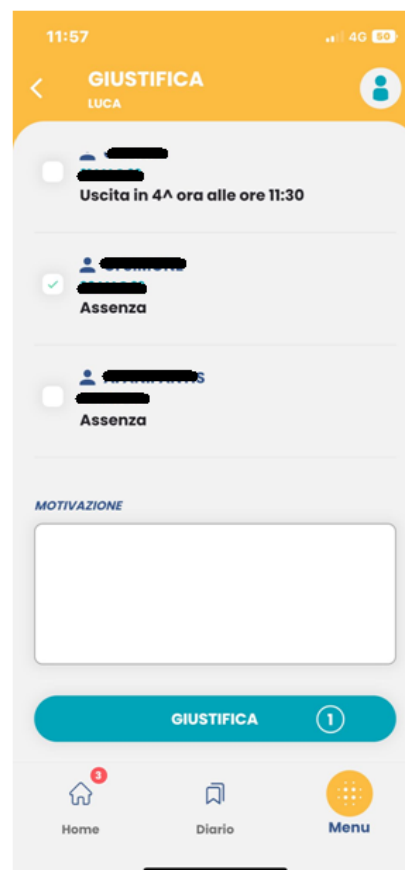 11:57
4G 50
GIUSTIFICA
LUCA
Uscita in 4^ ora alle ore 11:30
Assenza
Assenza
MOTIVAZIONE
GIUSTIFICA 1
3
Home Diario Menu